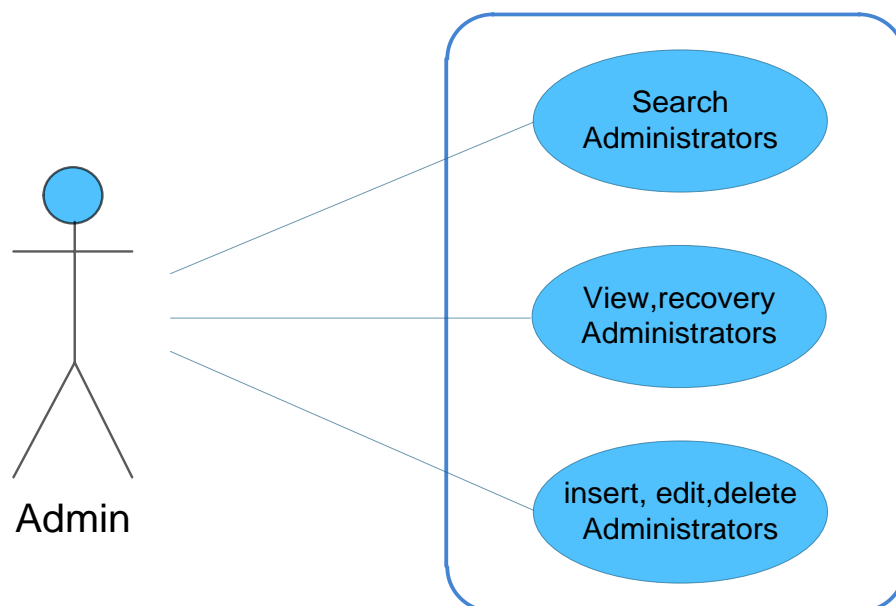 Search
Administrators
View,recovery
Administrators
insert, edit,delete
Administrators
Admin